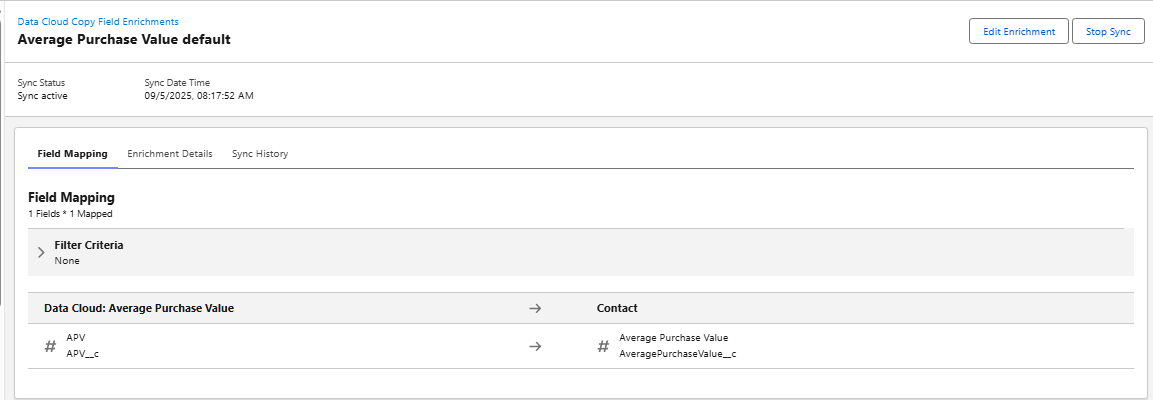 Data Cloud Copy Field Enrichments
Average Purchase Value default
Edit Enrichment
Stop Sync
Sync Status
Sync Date Time
Sync active
09/5/2025, 08:17:52 AM
Field Mapping
Enrichment Details
Sync History
Field Mapping
1 Fields * 1 Mapped
Filter Criteria
None
Data Cloud: Average Purchase Value → Contact
# APV → # Average Purchase Value
APV__c AveragePurchaseValue__c